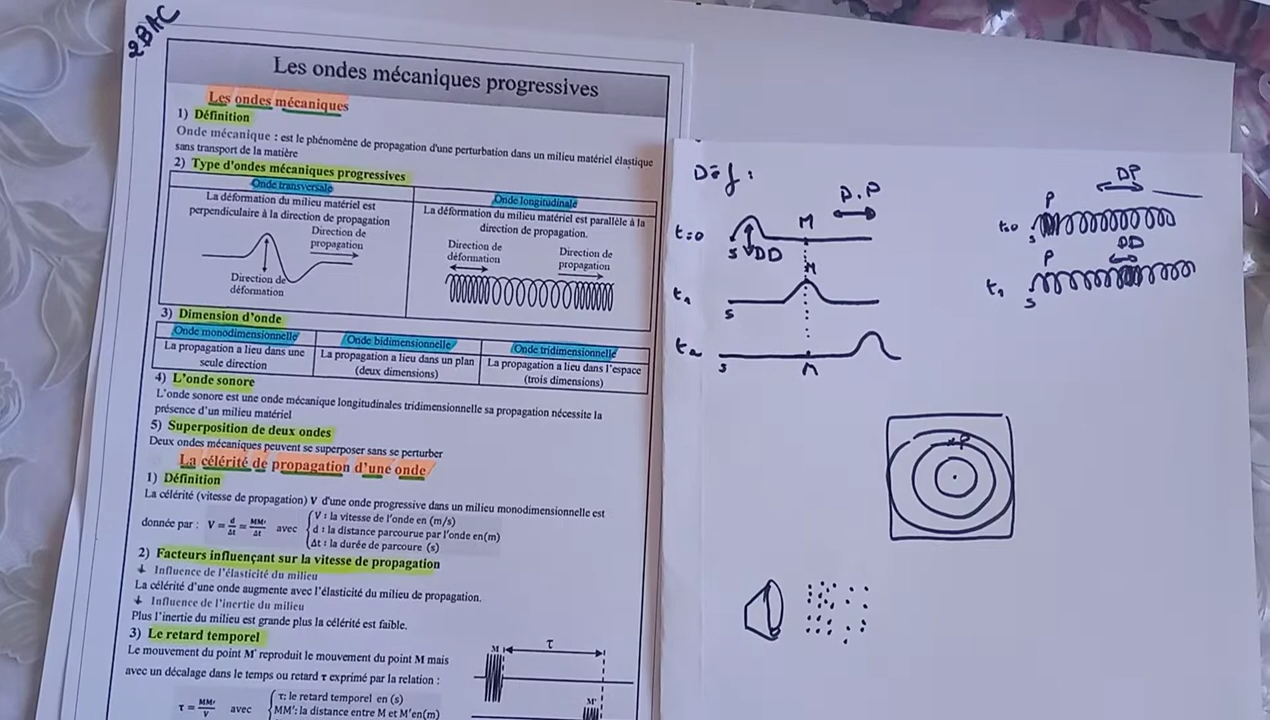 2BAC
Les ondes mécaniques progressives
Les ondes mécaniques
1) Définition
Onde mécanique : est le phénomène de propagation d'une perturbation dans un milieu matériel élastique
sans transport de la matière
2) Type d'ondes mécaniques progressives
Onde transversale
La déformation du milieu matériel est
perpendiculaire à la direction de propagation
Direction de
propagation
Direction de
déformation
Onde longitudinale
La déformation du milieu matériel est parallèle à la
direction de propagation.
Direction de
déformation
Direction de
propagation
3) Dimension d'onde
Onde monodimensionnelle
La propagation a lieu dans une
seule direction
Onde bidimensionnelle
La propagation a lieu dans un plan
(deux dimensions)
Onde tridimensionnelle
La propagation a lieu dans l'espace
(trois dimensions)
4) L'onde sonore
L'onde sonore est une onde mécanique longitudinales tridimensionnelle sa propagation nécessite la
présence d'un milieu matériel
5) Superposition de deux ondes
Deux ondes mécaniques peuvent se superposer sans se perturber
La célérité de propagation d'une onde
1) Définition
La célérité (vitesse de propagation) V d'une onde progressive dans un milieu monodimensionnelle est
donnée par : V = d/Δt = MM'/Δt avec
V : la vitesse de l'onde en (m/s)
d : la distance parcourue par l'onde en(m)
Δt : la durée de parcoure (s)
2) Facteurs influençant sur la vitesse de propagation
↓ Influence de l'élasticité du milieu
La célérité d'une onde augmente avec l'élasticité du milieu de propagation.
↓ Influence de l'inertie du milieu
Plus l'inertie du milieu est grande plus la célérité est faible.
3) Le retard temporel
Le mouvement du point M' reproduit le mouvement du point M mais
avec un décalage dans le temps ou retard τ exprimé par la relation :
τ = MM'/V avec
τ: le retard temporel en (s)
MM': la distance entre M et M'en(m)
M τ
M'
Déf :
D.P
t=0 S DD M
t₁ S M
t₂ S M
DP
P
t=0 S
DD
P
t₁ S
P